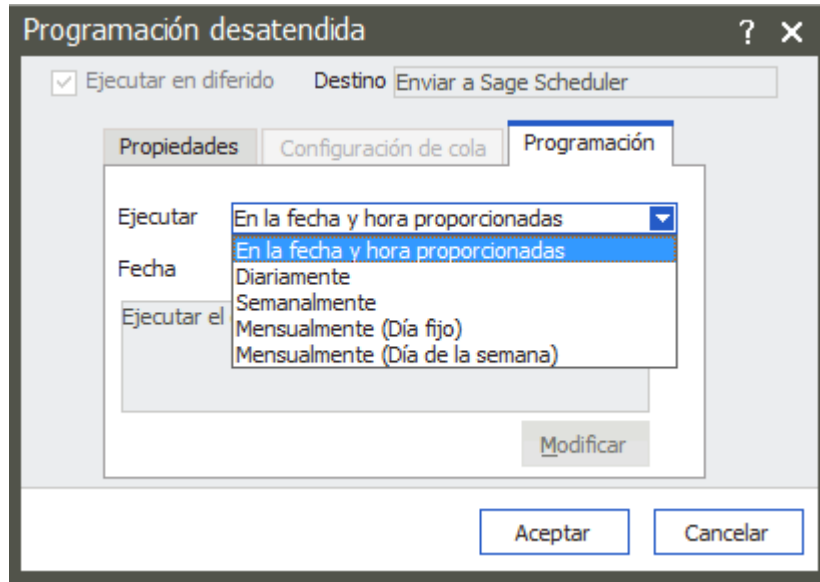 Programación desatendida ? X
Ejecutar en diferido Destino Enviar a Sage Scheduler
Propiedades Configuración de cola Programación
Ejecutar En la fecha y hora proporcionadas
En la fecha y hora proporcionadas
Fecha
Diariamente
Semanalmente
Ejecutar el
Mensualmente (Día fijo)
Mensualmente (Día de la semana)
Modificar
Aceptar Cancelar